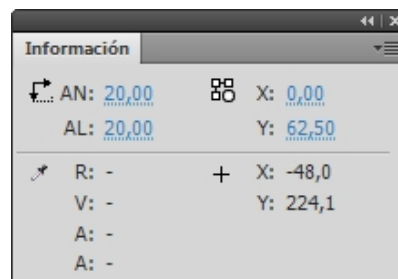 Información
AN: 20,00 X: 0,00
AL: 20,00 Y: 62,50
R: - X: -48,0
V: - Y: 224,1
A: -
A: -